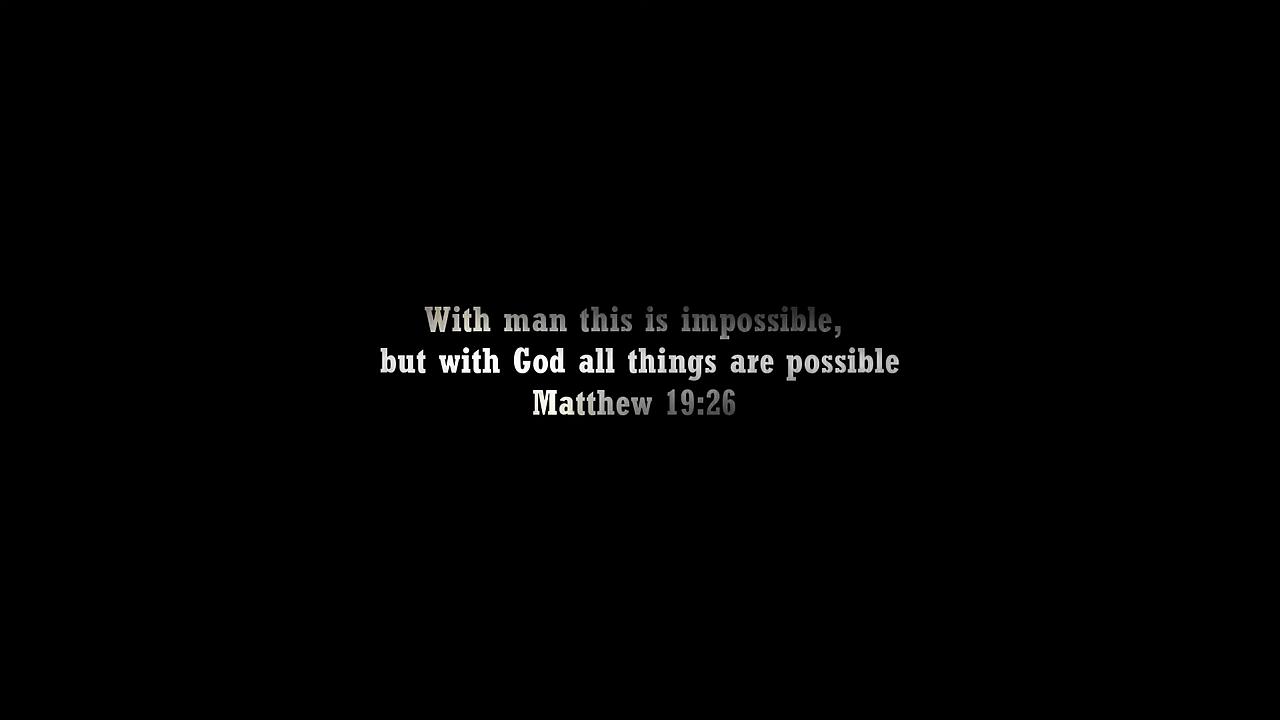 With man this is impossible,
but with God all things are possible
Matthew 19:26